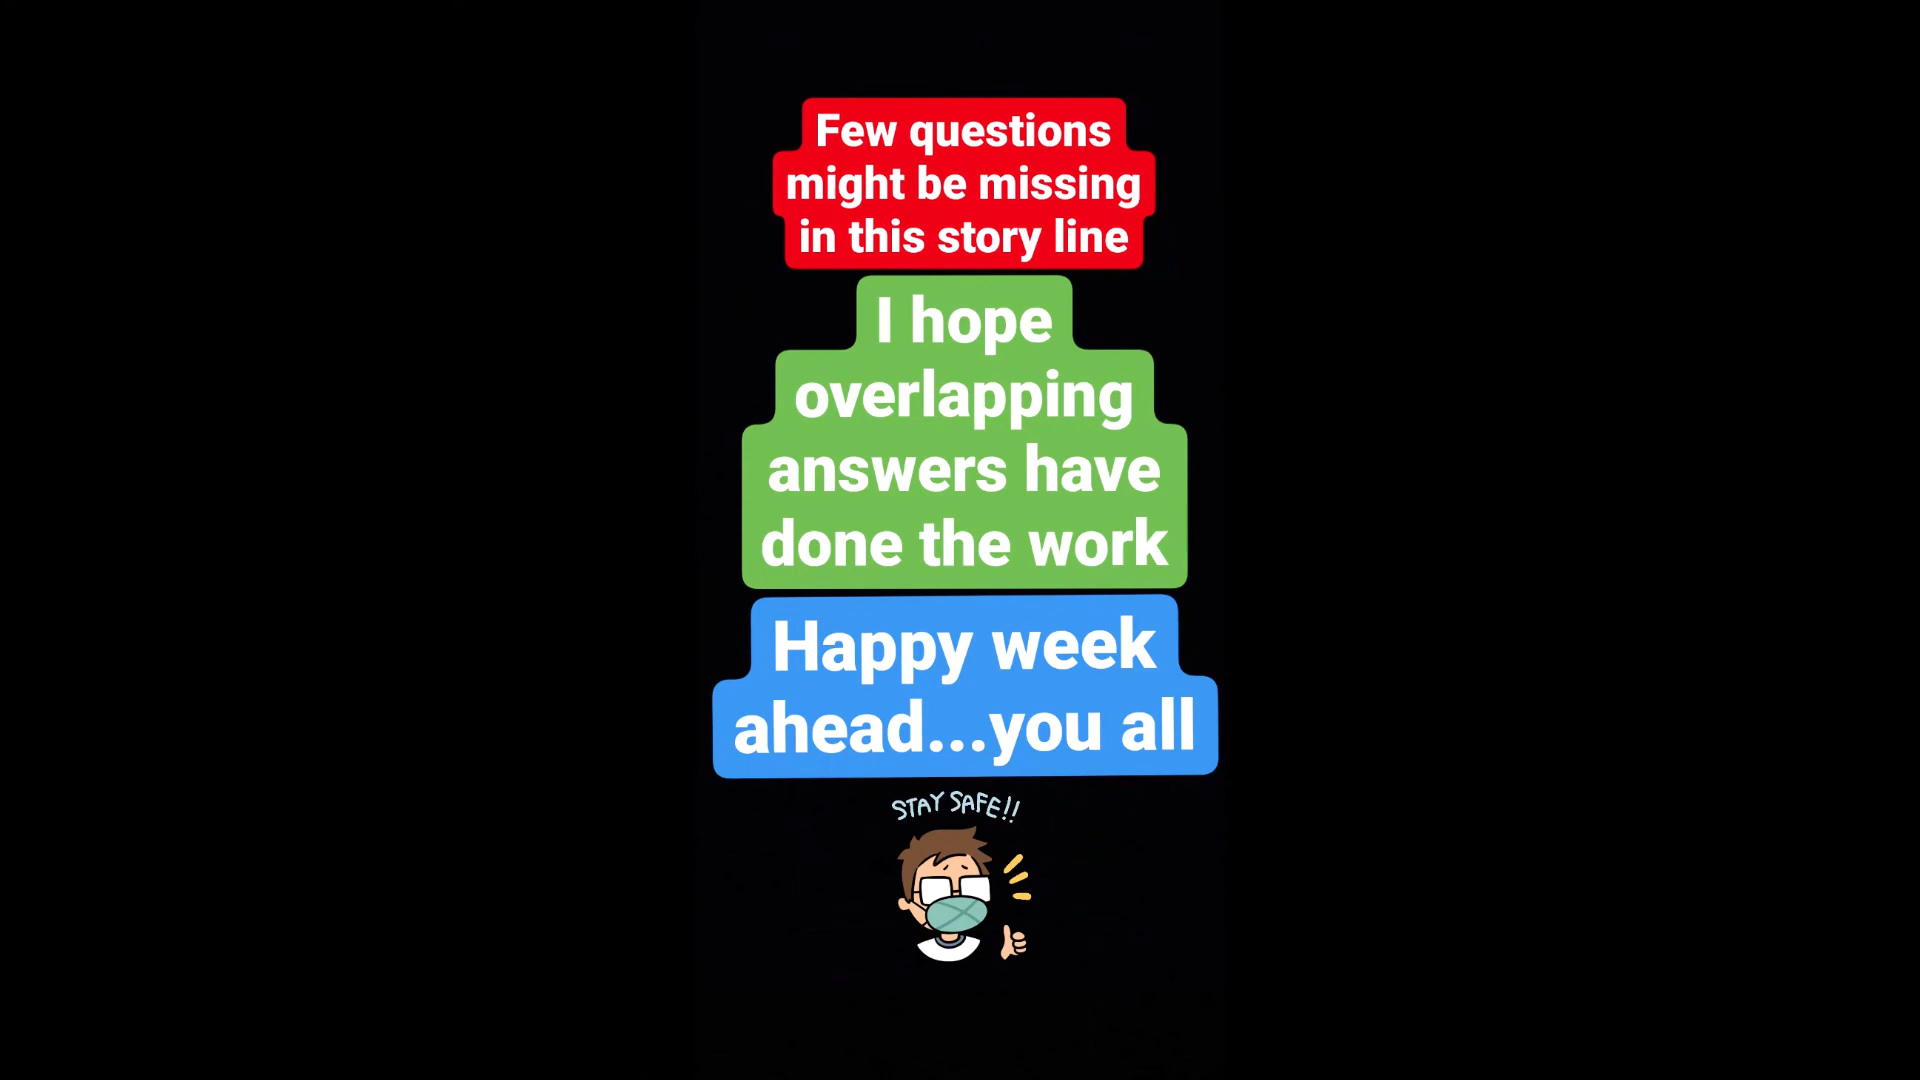 Few questions
might be missing
in this story line
I hope
overlapping
answers have
done the work
Happy week
ahead...you all
STAY SAFE!!